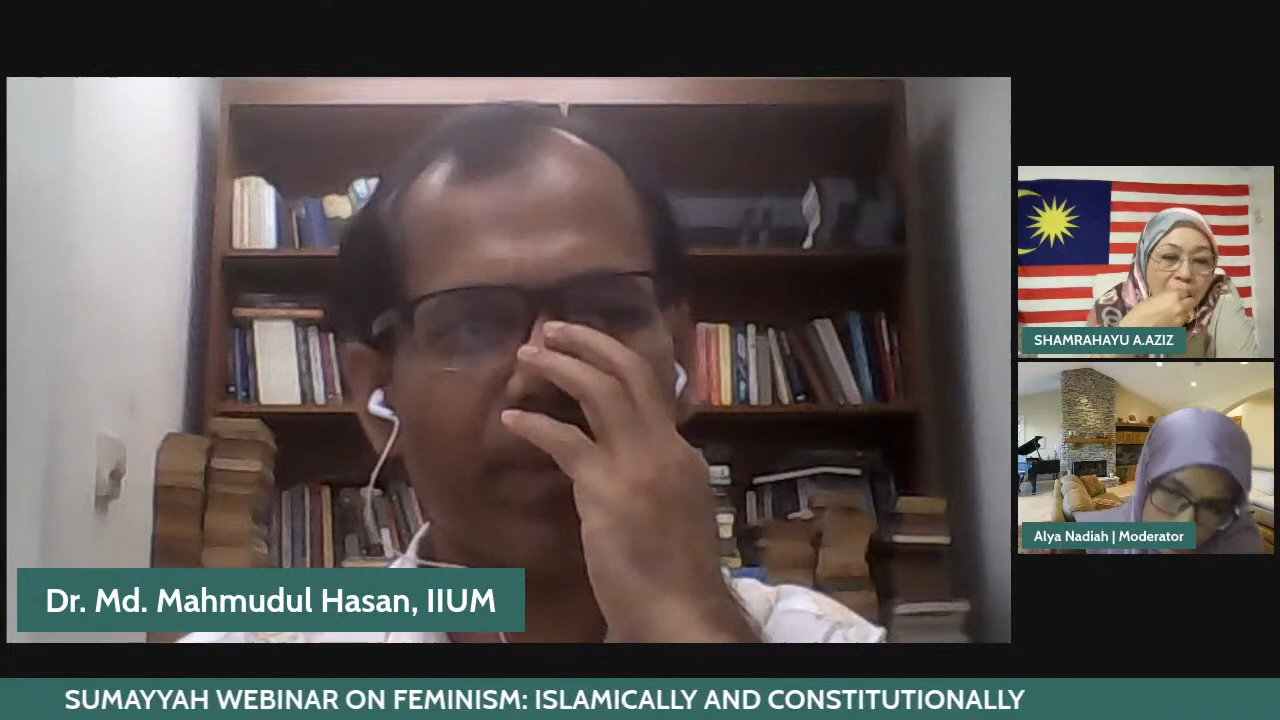 SHAMRAHAYU A.AZIZ
Alya Nadiah | Moderator
Dr. Md. Mahmudul Hasan, IIUM
SUMAYYAH WEBINAR ON FEMINISM: ISLAMICALLY AND CONSTITUTIONALLY